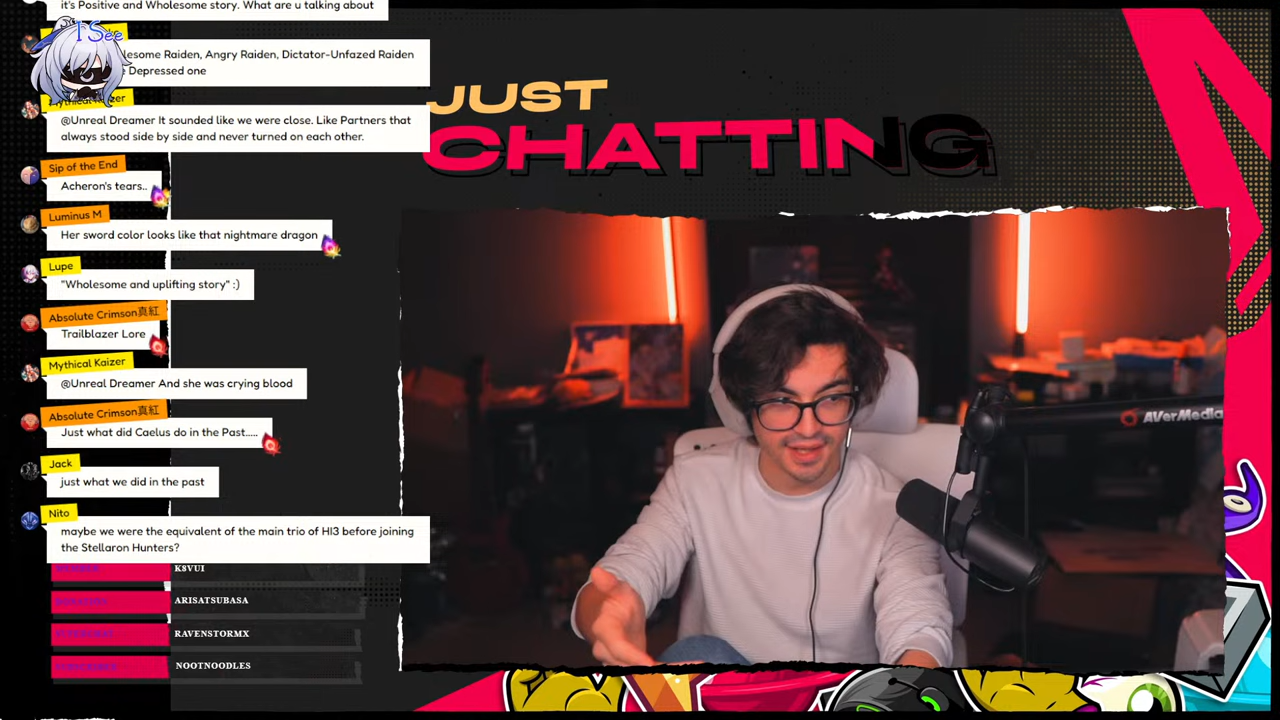 it's Positive and Wholesome story. What are u talking about
I See
lesome Raiden, Angry Raiden, Dictator-Unfazed Raiden
Depressed one
@Unreal Dreamer It sounded like we were close. Like Partners that
always stood side by side and never turned on each other.
Sip of the End
Acheron's tears..
Luminus M
Her sword color looks like that nightmare dragon
Lupe
"Wholesome and uplifting story" :)
Absolute Crimson真紅
Trailblazer Lore
Mythical Kaizer
@Unreal Dreamer And she was crying blood
Absolute Crimson真紅
Just what did Caelus do in the Past.....
Jack
just what we did in the past
Nito
maybe we were the equivalent of the main trio of HI3 before joining
the Stellaron Hunters?
K8VUI
ARISATSUBASA
RAVENSTORMX
NOOTNOODLES
JUST
CHATTING
AVerMedia